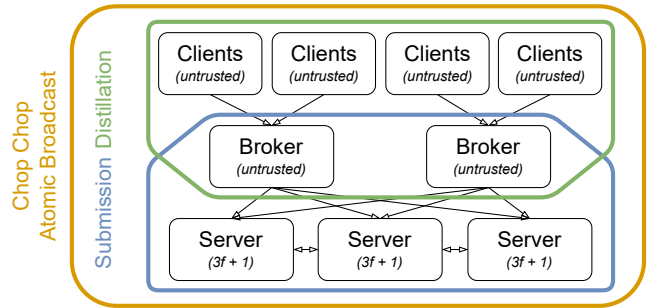 Chop Chop
Atomic Broadcast
Submission Distillation
Clients
(untrusted)
Clients
(untrusted)
Clients
(untrusted)
Clients
(untrusted)
Broker
(untrusted)
Broker
(untrusted)
Server
(3f + 1)
Server
(3f + 1)
Server
(3f + 1)